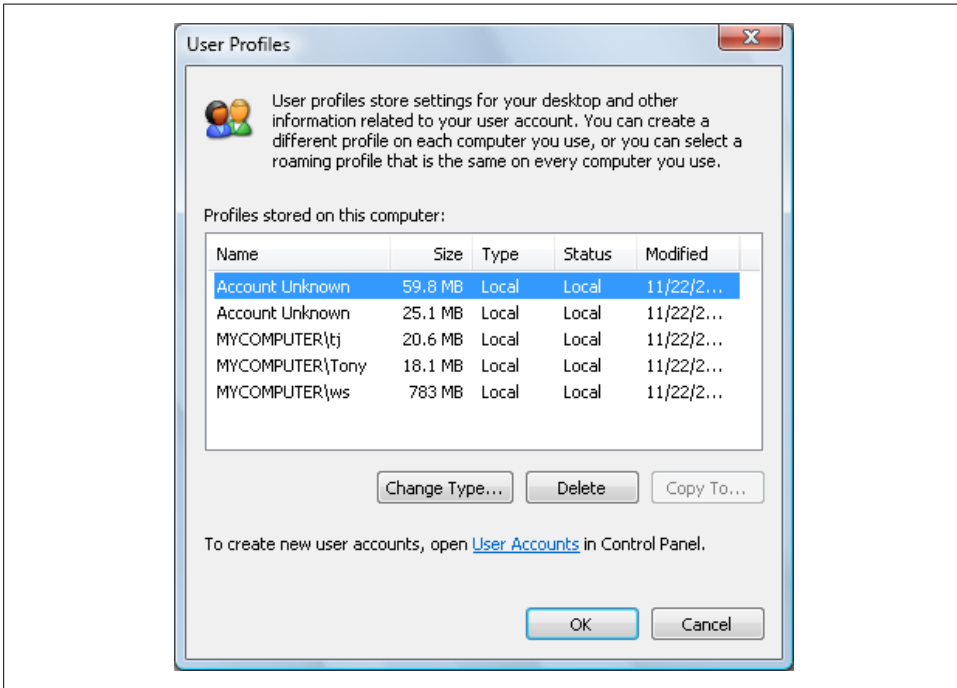 User Profiles
User profiles store settings for your desktop and other
information related to your user account. You can create a
different profile on each computer you use, or you can select a
roaming profile that is the same on every computer you use.
Profiles stored on this computer:
Name Size Type Status Modified
Account Unknown 59.8 MB Local Local 11/22/2...
Account Unknown 25.1 MB Local Local 11/22/2...
MYCOMPUTER\tj 20.6 MB Local Local 11/22/2...
MYCOMPUTER\Tony 18.1 MB Local Local 11/22/2...
MYCOMPUTER\ws 783 MB Local Local 11/22/2...
Change Type... Delete Copy To...
To create new user accounts, open User Accounts in Control Panel.
OK Cancel